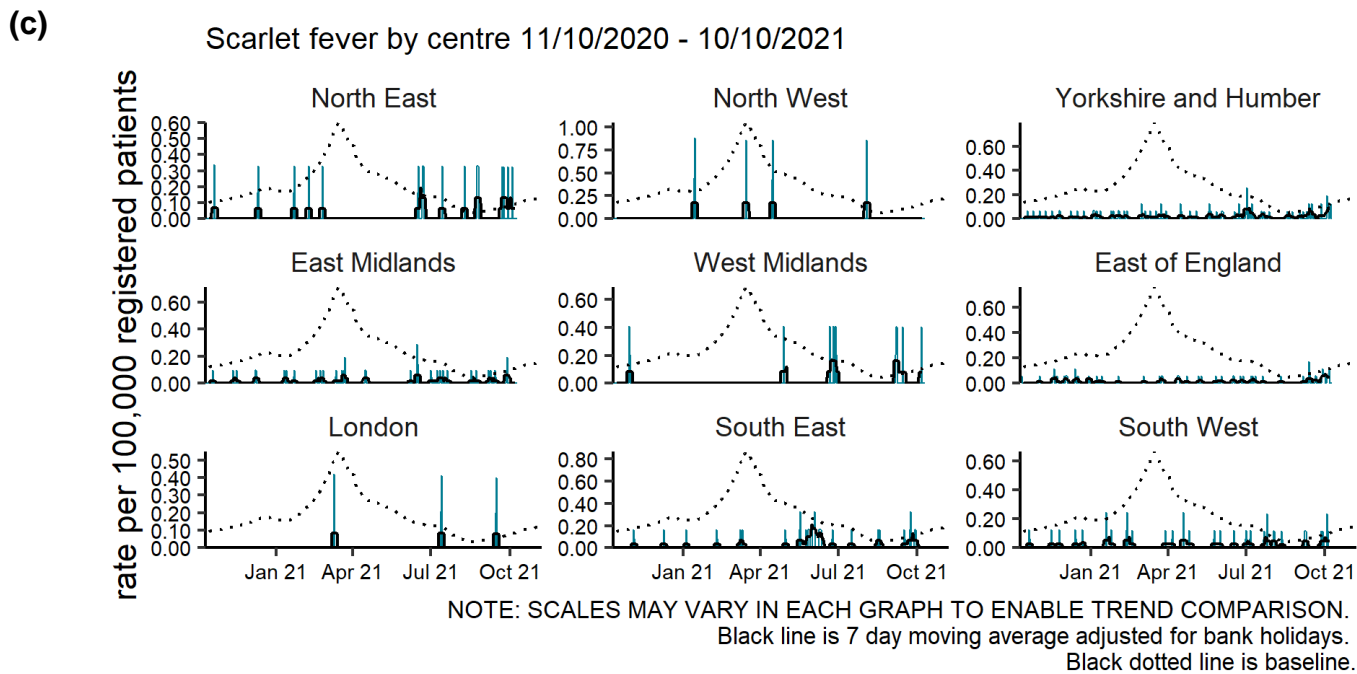 (c)
Scarlet fever by centre 11/10/2020 - 10/10/2021
rate per 100,000 registered patients
North East
0.60
0.50
0.40
0.30
0.20
0.10
0.00
North West
1.00
0.75
0.50
0.25
0.00
Yorkshire and Humber
0.60
0.40
0.20
0.00
East Midlands
0.60
0.40
0.20
0.00
West Midlands
0.60
0.40
0.20
0.00
East of England
0.60
0.40
0.20
0.00
London
0.50
0.40
0.30
0.20
0.10
0.00
Jan 21 Apr 21 Jul 21 Oct 21
South East
0.80
0.60
0.40
0.20
0.00
Jan 21 Apr 21 Jul 21 Oct 21
South West
0.60
0.40
0.20
0.00
Jan 21 Apr 21 Jul 21 Oct 21
NOTE: SCALES MAY VARY IN EACH GRAPH TO ENABLE TREND COMPARISON.
Black line is 7 day moving average adjusted for bank holidays.
Black dotted line is baseline.